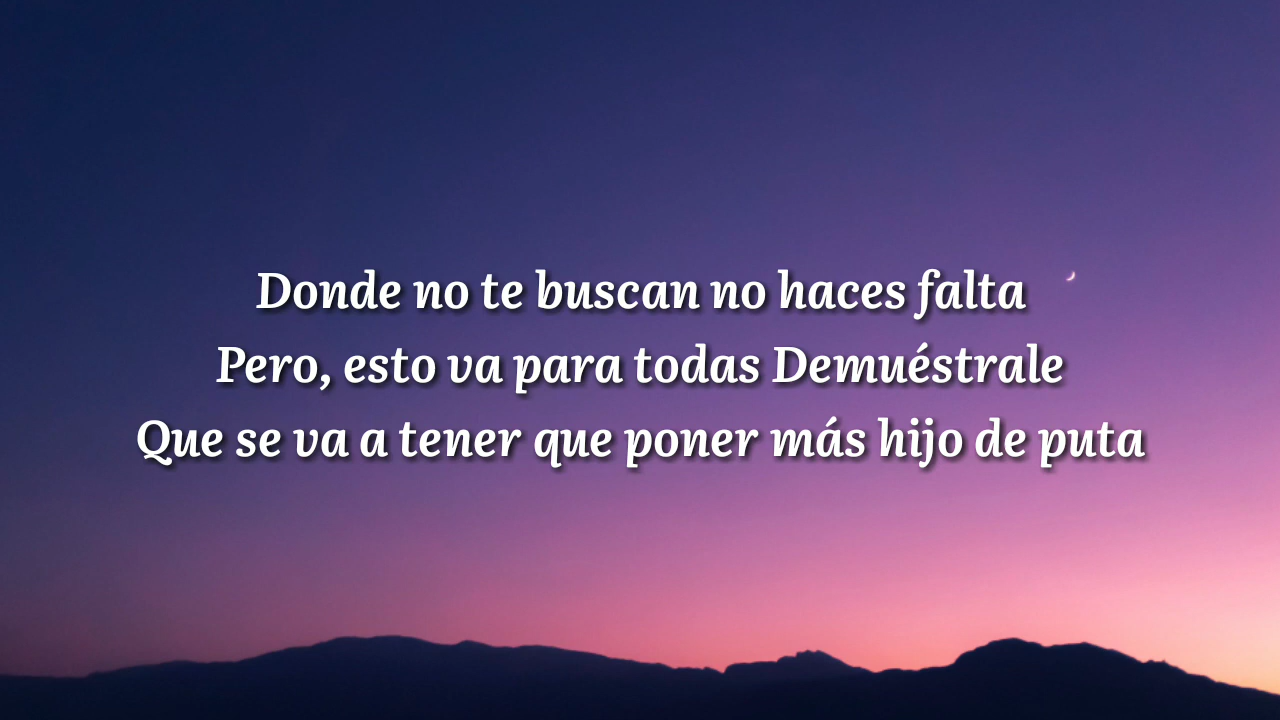 Donde no te buscan no haces falta
Pero, esto va para todas Demuéstrale
Que se va a tener que poner más hijo de puta